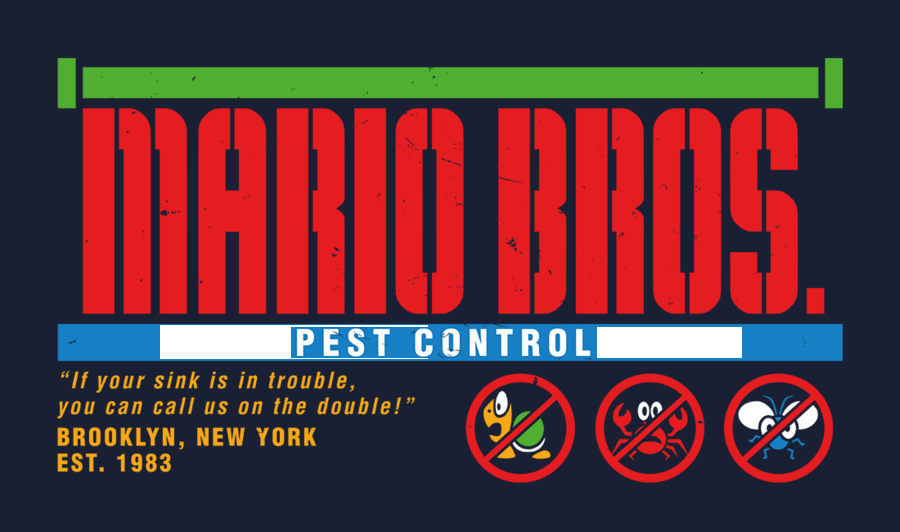 MARIO BROS.
PEST CONTROL
“If your sink is in trouble,
you can call us on the double!”
BROOKLYN, NEW YORK
EST. 1983